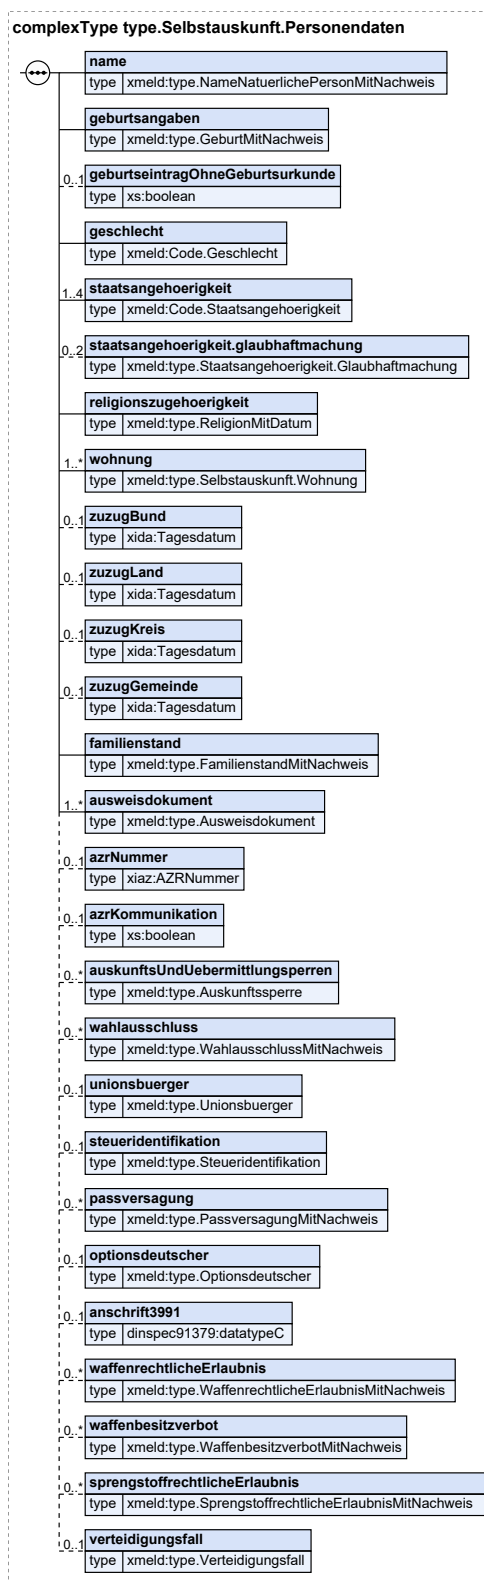 complexType type.Selbstauskunft.Personendaten
name
type xmeld:type.NameNatuerlichePersonMitNachweis
geburtsangaben
type xmeld:type.GeburtMitNachweis
0..1 geburtseintragOhneGeburtsurkunde
type xs:boolean
geschlecht
type xmeld:Code.Geschlecht
1..4 staatsangehoerigkeit
type xmeld:Code.Staatsangehoerigkeit
0..2 staatsangehoerigkeit.glaubhaftmachung
type xmeld:type.Staatsangehoerigkeit.Glaubhaftmachung
religionszugehoerigkeit
type xmeld:type.ReligionMitDatum
1..* wohnung
type xmeld:type.Selbstauskunft.Wohnung
0..1 zuzugBund
type xida:Tagesdatum
0..1 zuzugLand
type xida:Tagesdatum
0..1 zuzugKreis
type xida:Tagesdatum
0..1 zuzugGemeinde
type xida:Tagesdatum
familienstand
type xmeld:type.FamilienstandMitNachweis
1..* ausweisdokument
type xmeld:type.Ausweisdokument
0..1 azrNummer
type xiaz:AZRNummer
0..1 azrKommunikation
type xs:boolean
0..* auskunftsUndUebermittlungsperren
type xmeld:type.Auskunftssperre
0..* wahlausschluss
type xmeld:type.WahlausschlussMitNachweis
0..1 unionsbuerger
type xmeld:type.Unionsbuerger
0..1 steueridentifikation
type xmeld:type.Steueridentifikation
0..* passversagung
type xmeld:type.PassversagungMitNachweis
0..1 optionsdeutscher
type xmeld:type.Optionsdeutscher
0..1 anschrift3991
type dinspec91379:datatypeC
0..* waffenrechtlicheErlaubnis
type xmeld:type.WaffenrechtlicheErlaubnisMitNachweis
0..* waffenbesitzverbot
type xmeld:type.WaffenbesitzverbotMitNachweis
0..* sprengstoffrechtlicheErlaubnis
type xmeld:type.SprengstoffrechtlicheErlaubnisMitNachweis
0..1 verteidigungsfall
type xmeld:type.Verteidigungsfall